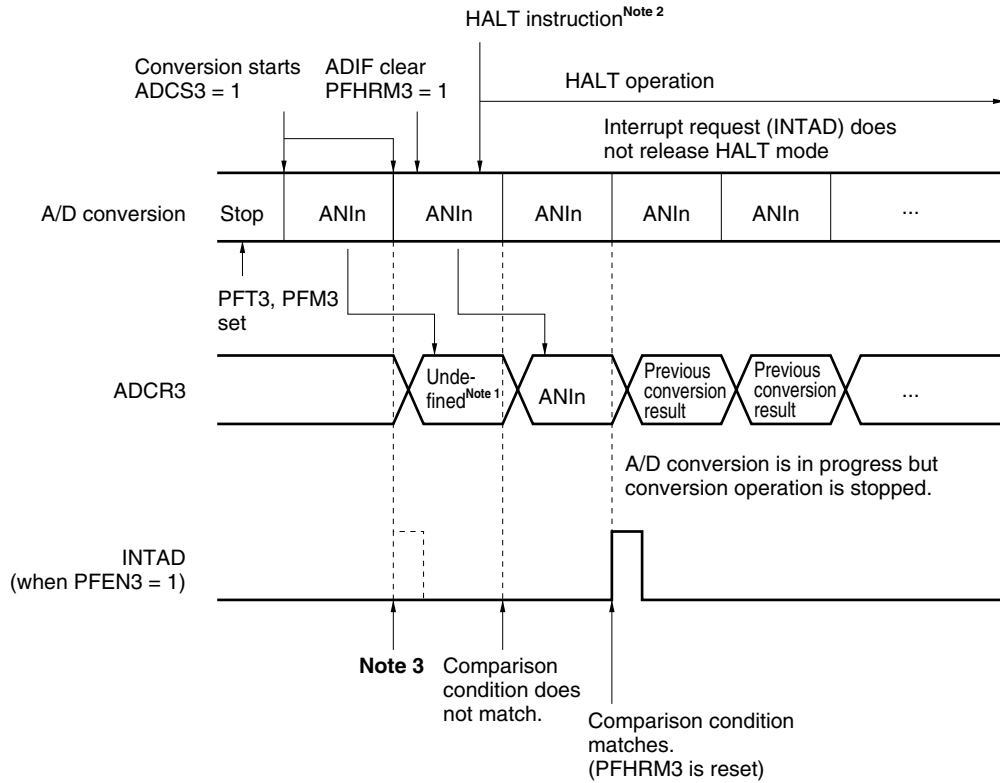 HALT instructionNote 2
Conversion starts
ADCS3 = 1
ADIF clear
PFHRM3 = 1
HALT operation
Interrupt request (INTAD) does
not release HALT mode
A/D conversion
Stop
ANIn
ANIn
ANIn
ANIn
ANIn
...
PFT3, PFM3
set
ADCR3
Unde-
finedNote 1
ANIn
Previous
conversion
result
Previous
conversion
result
...
A/D conversion is in progress but
conversion operation is stopped.
INTAD
(when PFEN3 = 1)
Note 3
Comparison
condition does
not match.
Comparison condition
matches.
(PFHRM3 is reset)